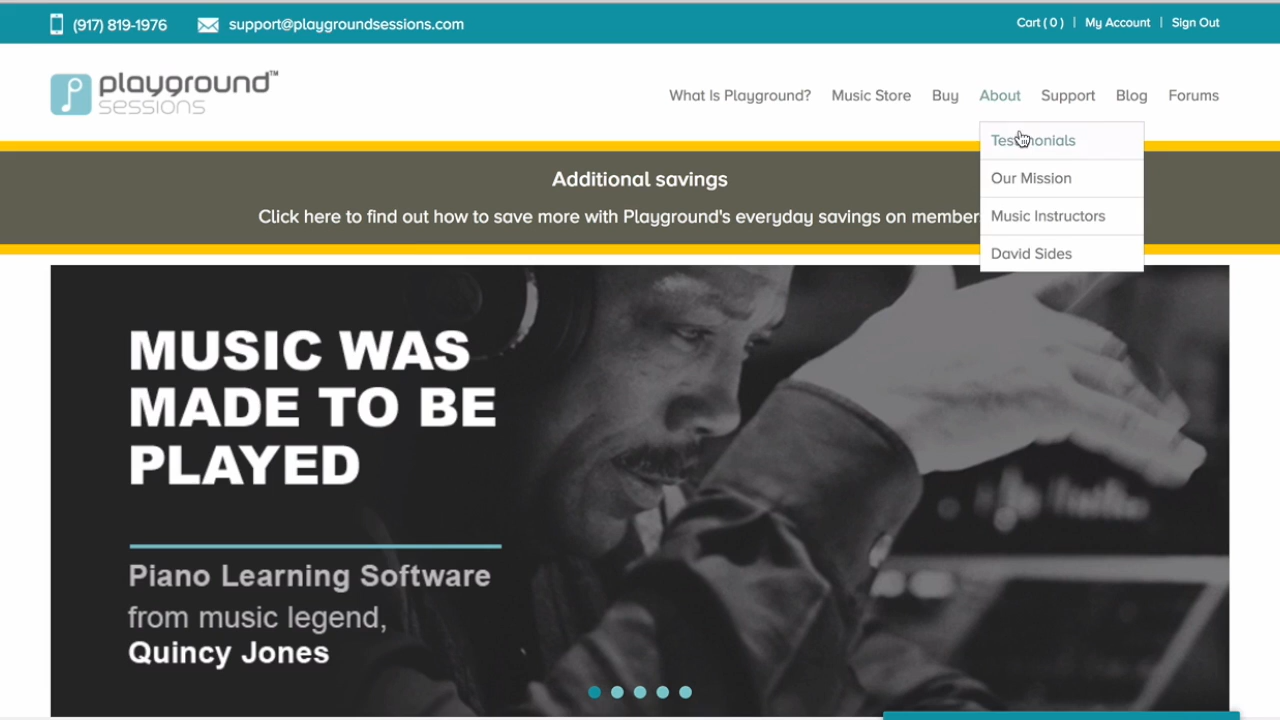 (917) 819-1976 support@playgroundsessions.com Cart ( 0 ) | My Account | Sign Out
playground™
sessions
What Is Playground? Music Store Buy About Support Blog Forums
Testimonials
Our Mission
Music Instructors
David Sides
Additional savings
Click here to find out how to save more with Playground's everyday savings on member
MUSIC WAS
MADE TO BE
PLAYED
Piano Learning Software
from music legend,
Quincy Jones